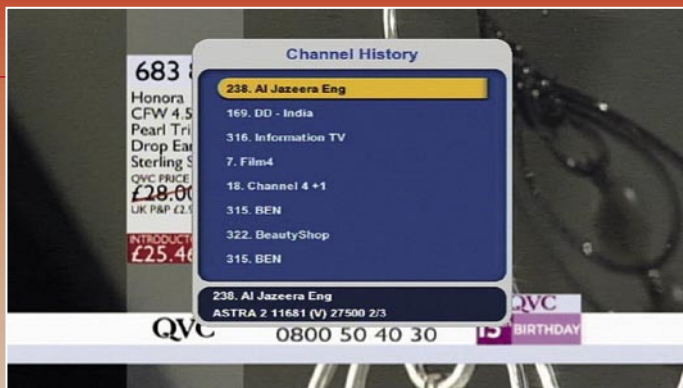 Channel History
238. Al Jazeera Eng
169. DD - India
316. Information TV
7. Film4
18. Channel 4 +1
315. BEN
322. BeautyShop
315. BEN
238. Al Jazeera Eng
ASTRA 2 11681 (V) 27500 2/3
683
Honora
CFW 4.5
Pearl Tri
Drop Ear
Sterling S
QVC PRICE
£28.00
UK P&P £2.9
INTRODUCT
£25.46
QVC
0800 50 40 30
QVC
15 BIRTHDAY